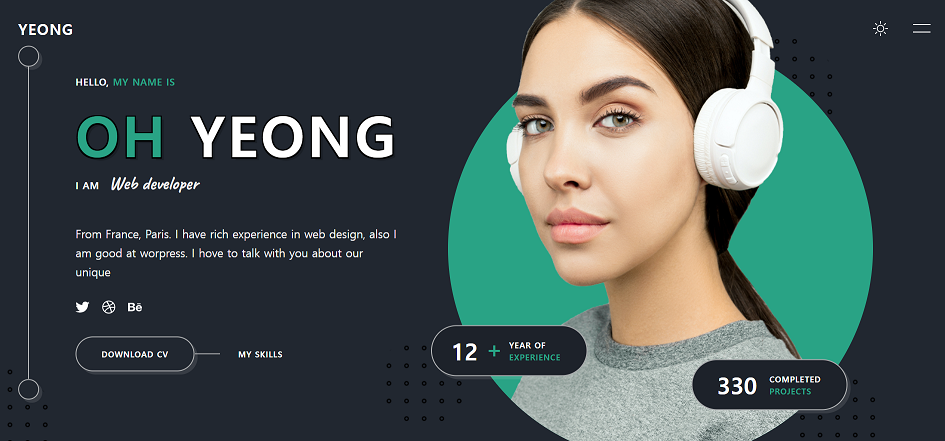 YEONG
HELLO, MY NAME IS
OH YEONG
I AM Web developer
From France, Paris. I have rich experience in web design, also I
am good at worpress. I hove to talk with you about our
unique
Bē
DOWNLOAD CV
MY SKILLS
12 + YEAR OF
EXPERIENCE
330 COMPLETED
PROJECTS